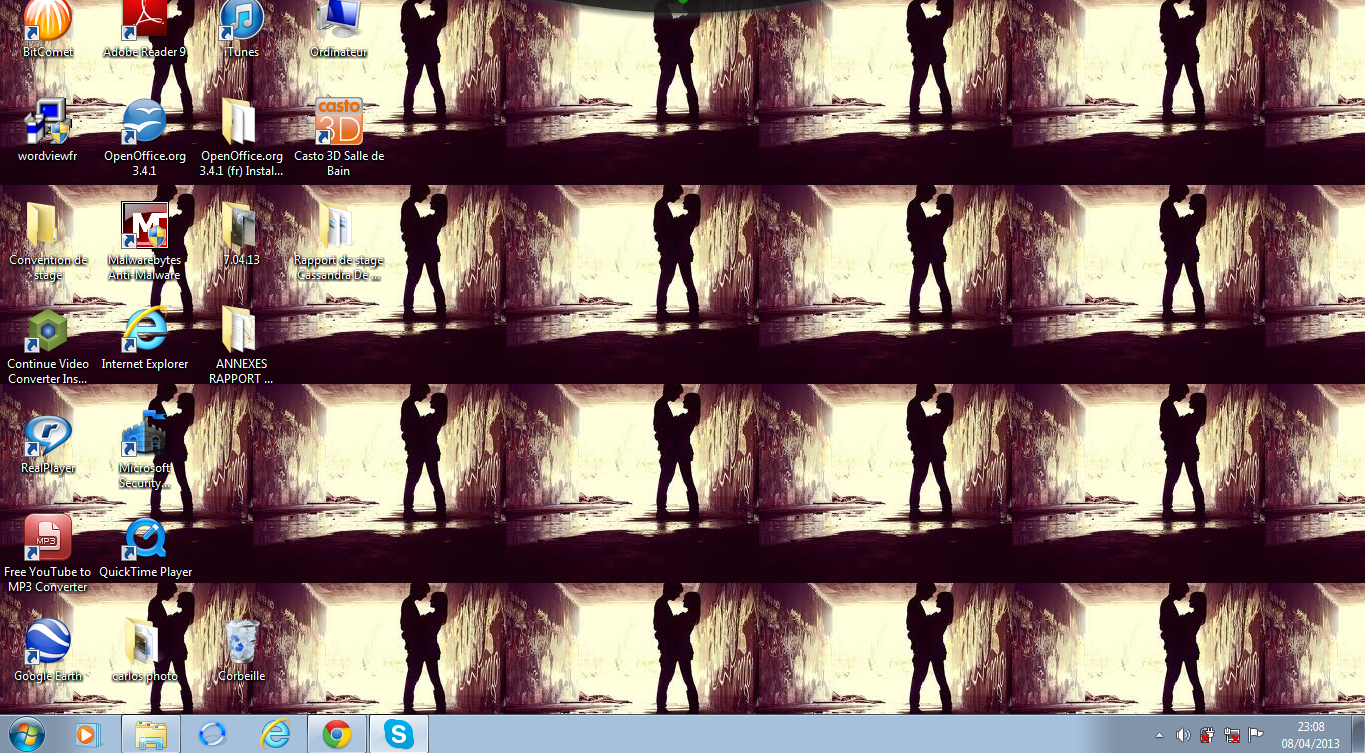 BitComet
Adobe Reader 9
iTunes
Ordinateur
wordviewfr
OpenOffice.org
3.4.1
OpenOffice.org
3.4.1 (fr) Instal...
casto
3D
Casto 3D Salle de
Bain
Convention de
stage
Malwarebytes
Anti-Malware
7.04.13
Rapport de stage
Cassandra De ...
Continue Video
Converter Ins...
Internet Explorer
ANNEXES
RAPPORT ...
RealPlayer
Microsoft
Security...
MP3
Free YouTube to
MP3 Converter
QuickTime Player
Google Earth
carlos photo
Corbeille
23:08
08/04/2013